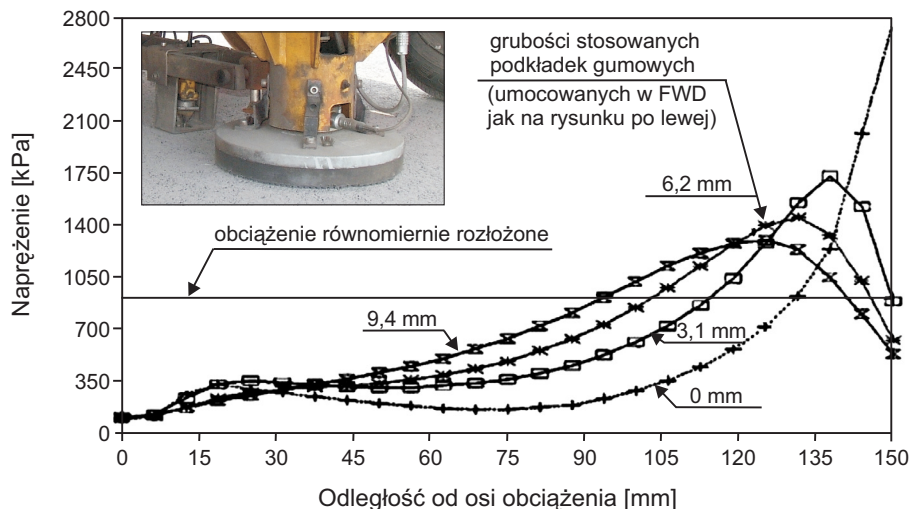 2800
2450
2100
1750
1400
1050
700
350
0
Naprężenie [kPa]
grubości stosowanych
podkładek gumowych
(umocowanych w FWD
jak na rysunku po lewej)
6,2 mm
obciążenie równomiernie rozłożone
9,4 mm
3,1 mm
0 mm
0 15 30 45 60 75 90 105 120 138 150
Odległość od osi obciążenia [mm]